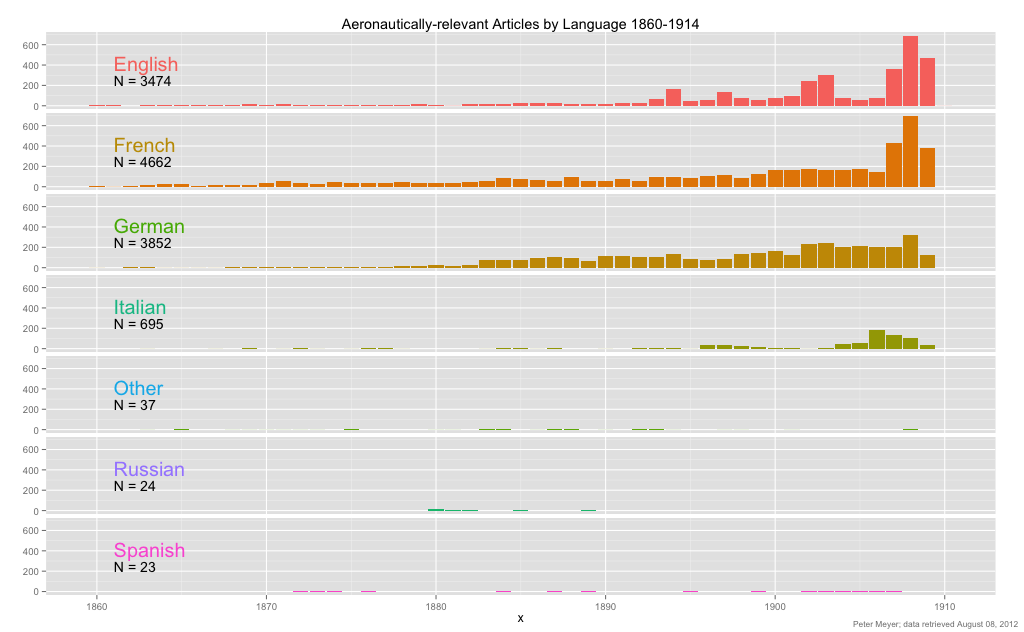 Aeronautically-relevant Articles by Language 1860-1914
600
400
200
0
English
N = 3474
600
400
200
0
French
N = 4662
600
400
200
0
German
N = 3852
600
400
200
0
Italian
N = 695
600
400
200
0
Other
N = 37
600
400
200
0
Russian
N = 24
600
400
200
0
Spanish
N = 23
1860 1870 1880 1890 1900 1910
x
Peter Meyer; data retrieved August 08, 2012